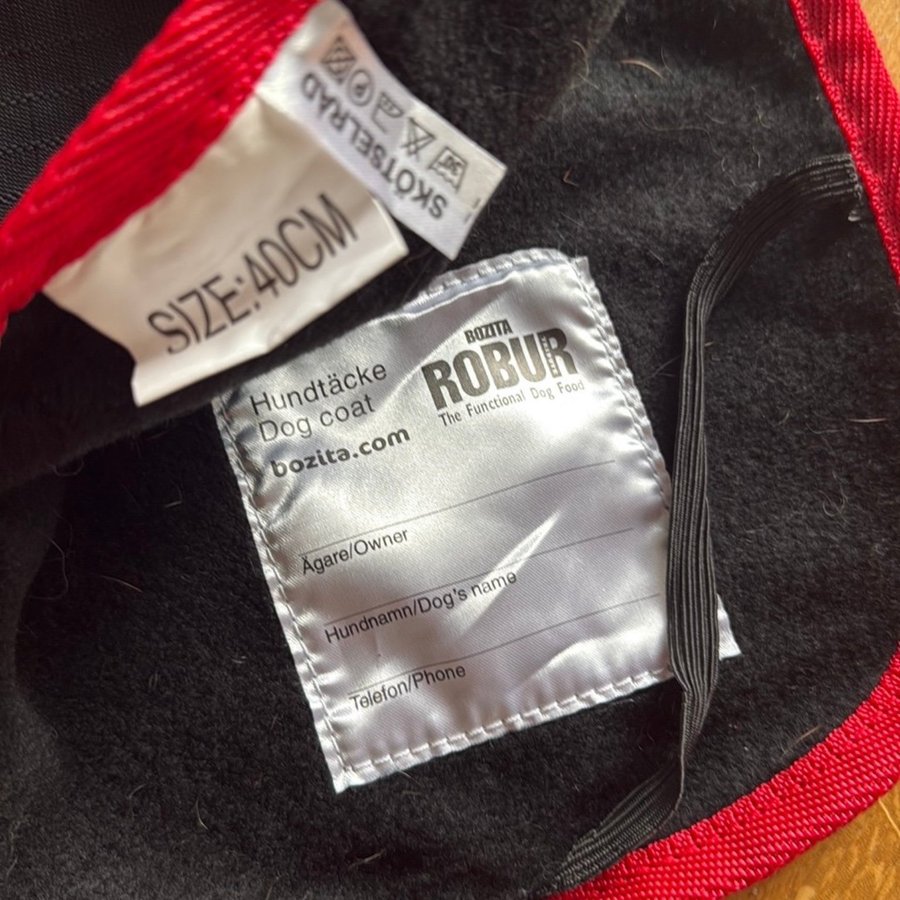 SKÖTSELRÅD
30
P
SIZE:40CM
Hundtäcke
Dog coat
bozita.com
BOZITA
ROBUR
The Functional Dog Food
Ägare/Owner
Hundnamn/Dog's name
Telefon/Phone